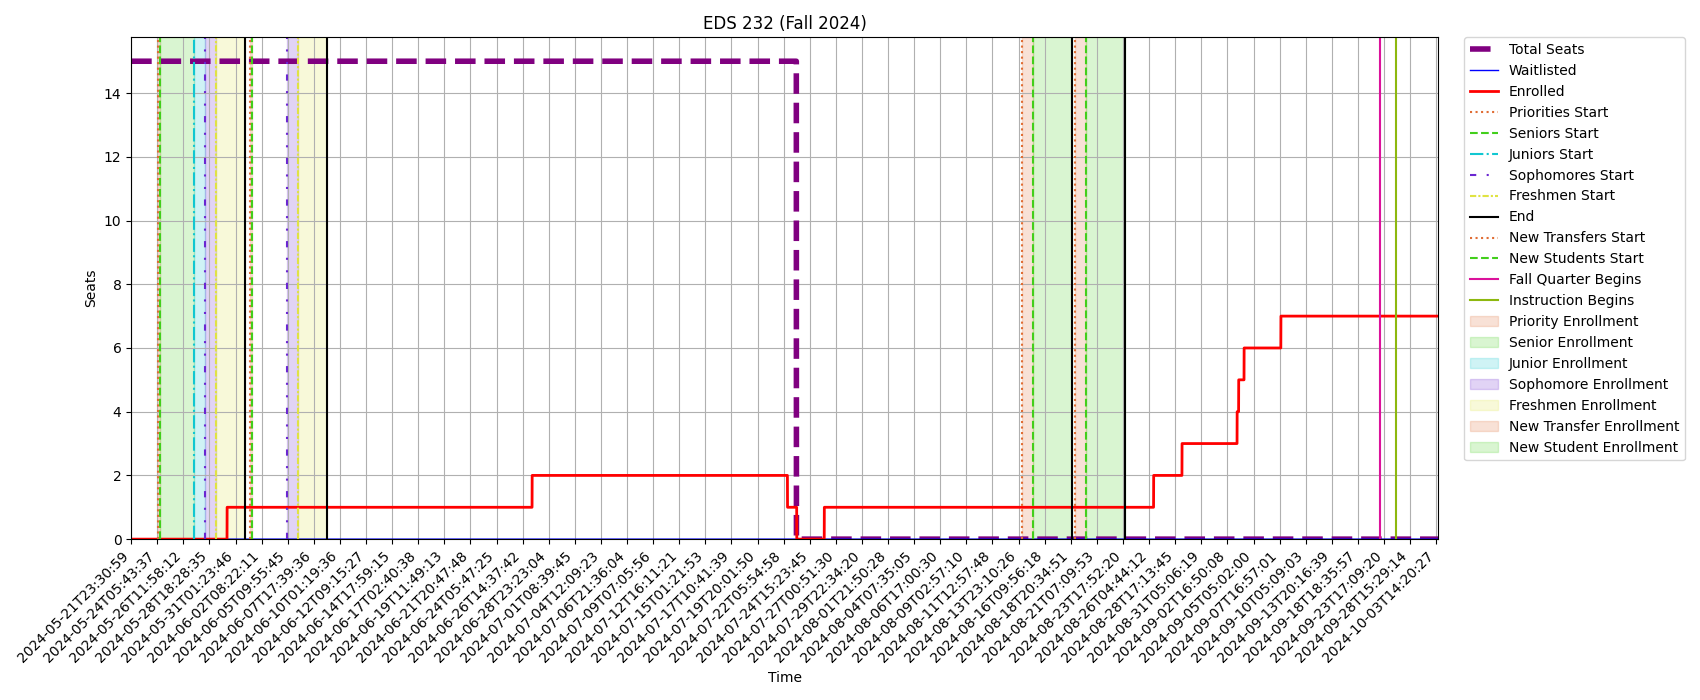 EDS 232 (Fall 2024)
Seats
14
12
10
8
6
4
2
0
2024-05-21T23:30:59
2024-05-24T05:43:37
2024-05-26T11:58:12
2024-05-28T18:28:35
2024-05-31T01:23:46
2024-06-02T08:22:11
2024-06-05T09:55:45
2024-06-07T17:39:36
2024-06-10T01:19:36
2024-06-12T09:15:27
2024-06-14T17:59:15
2024-06-17T02:40:38
2024-06-19T11:49:13
2024-06-21T20:47:48
2024-06-24T05:47:25
2024-06-26T14:37:42
2024-06-28T23:23:04
2024-07-01T08:39:45
2024-07-04T12:09:23
2024-07-06T21:36:04
2024-07-09T07:05:56
2024-07-12T16:11:21
2024-07-15T01:21:53
2024-07-17T10:41:39
2024-07-19T20:01:50
2024-07-22T05:54:58
2024-07-24T15:23:45
2024-07-27T00:51:30
2024-07-29T22:34:20
2024-08-01T21:50:28
2024-08-04T07:35:05
2024-08-06T17:00:30
2024-08-09T02:57:10
2024-08-11T12:57:48
2024-08-13T23:10:26
2024-08-16T09:56:18
2024-08-18T20:34:51
2024-08-21T07:09:53
2024-08-23T17:52:20
2024-08-26T04:44:12
2024-08-28T17:13:45
2024-08-31T05:06:19
2024-09-02T16:50:08
2024-09-05T05:02:00
2024-09-07T16:57:01
2024-09-10T05:09:03
2024-09-13T20:16:39
2024-09-18T18:35:57
2024-09-23T17:09:20
2024-09-28T15:29:14
2024-10-03T14:20:27
Time
Total Seats
Waitlisted
Enrolled
Priorities Start
Seniors Start
Juniors Start
Sophomores Start
Freshmen Start
End
New Transfers Start
New Students Start
Fall Quarter Begins
Instruction Begins
Priority Enrollment
Senior Enrollment
Junior Enrollment
Sophomore Enrollment
Freshmen Enrollment
New Transfer Enrollment
New Student Enrollment